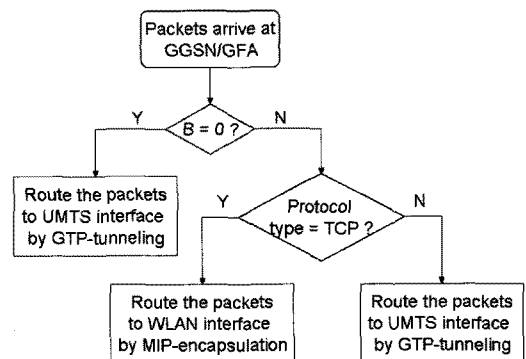 Packets arrive at
GGSN/GFA
Y
B = 0 ?
N
Route the packets
to UMTS interface
by GTP-tunneling
Y
Protocol
type = TCP ?
N
Route the packets
to WLAN interface
by MIP-encapsulation
Route the packets
to UMTS interface
by GTP-tunneling